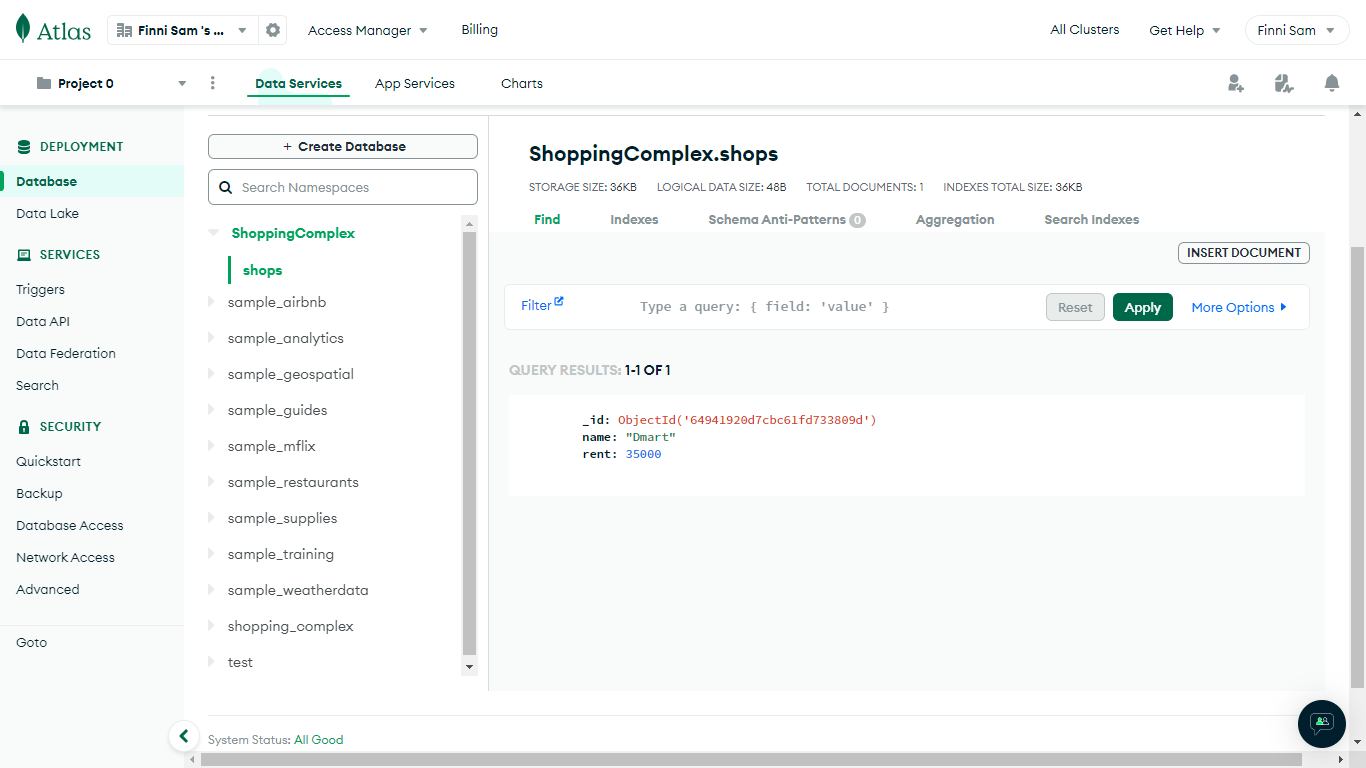 Atlas
Finni Sam 's ...
Access Manager
Billing
All Clusters
Get Help
Finni Sam
Project 0
Data Services
App Services
Charts
DEPLOYMENT
Database
Data Lake
SERVICES
Triggers
Data API
Data Federation
Search
SECURITY
Quickstart
Backup
Database Access
Network Access
Advanced
Goto
+ Create Database
Search Namespaces
ShoppingComplex
shops
sample_airbnb
sample_analytics
sample_geospatial
sample_guides
sample_mflix
sample_restaurants
sample_supplies
sample_training
sample_weatherdata
shopping_complex
test
ShoppingComplex.shops
STORAGE SIZE: 36KB LOGICAL DATA SIZE: 48B TOTAL DOCUMENTS: 1 INDEXES TOTAL SIZE: 36KB
Find Indexes Schema Anti-Patterns 0 Aggregation Search Indexes
INSERT DOCUMENT
Filter Type a query: { field: 'value' } Reset Apply More Options
QUERY RESULTS: 1-1 OF 1
_id: ObjectId('64941920d7cbc61fd733809d')
name: "Dmart"
rent: 35000
System Status: All Good